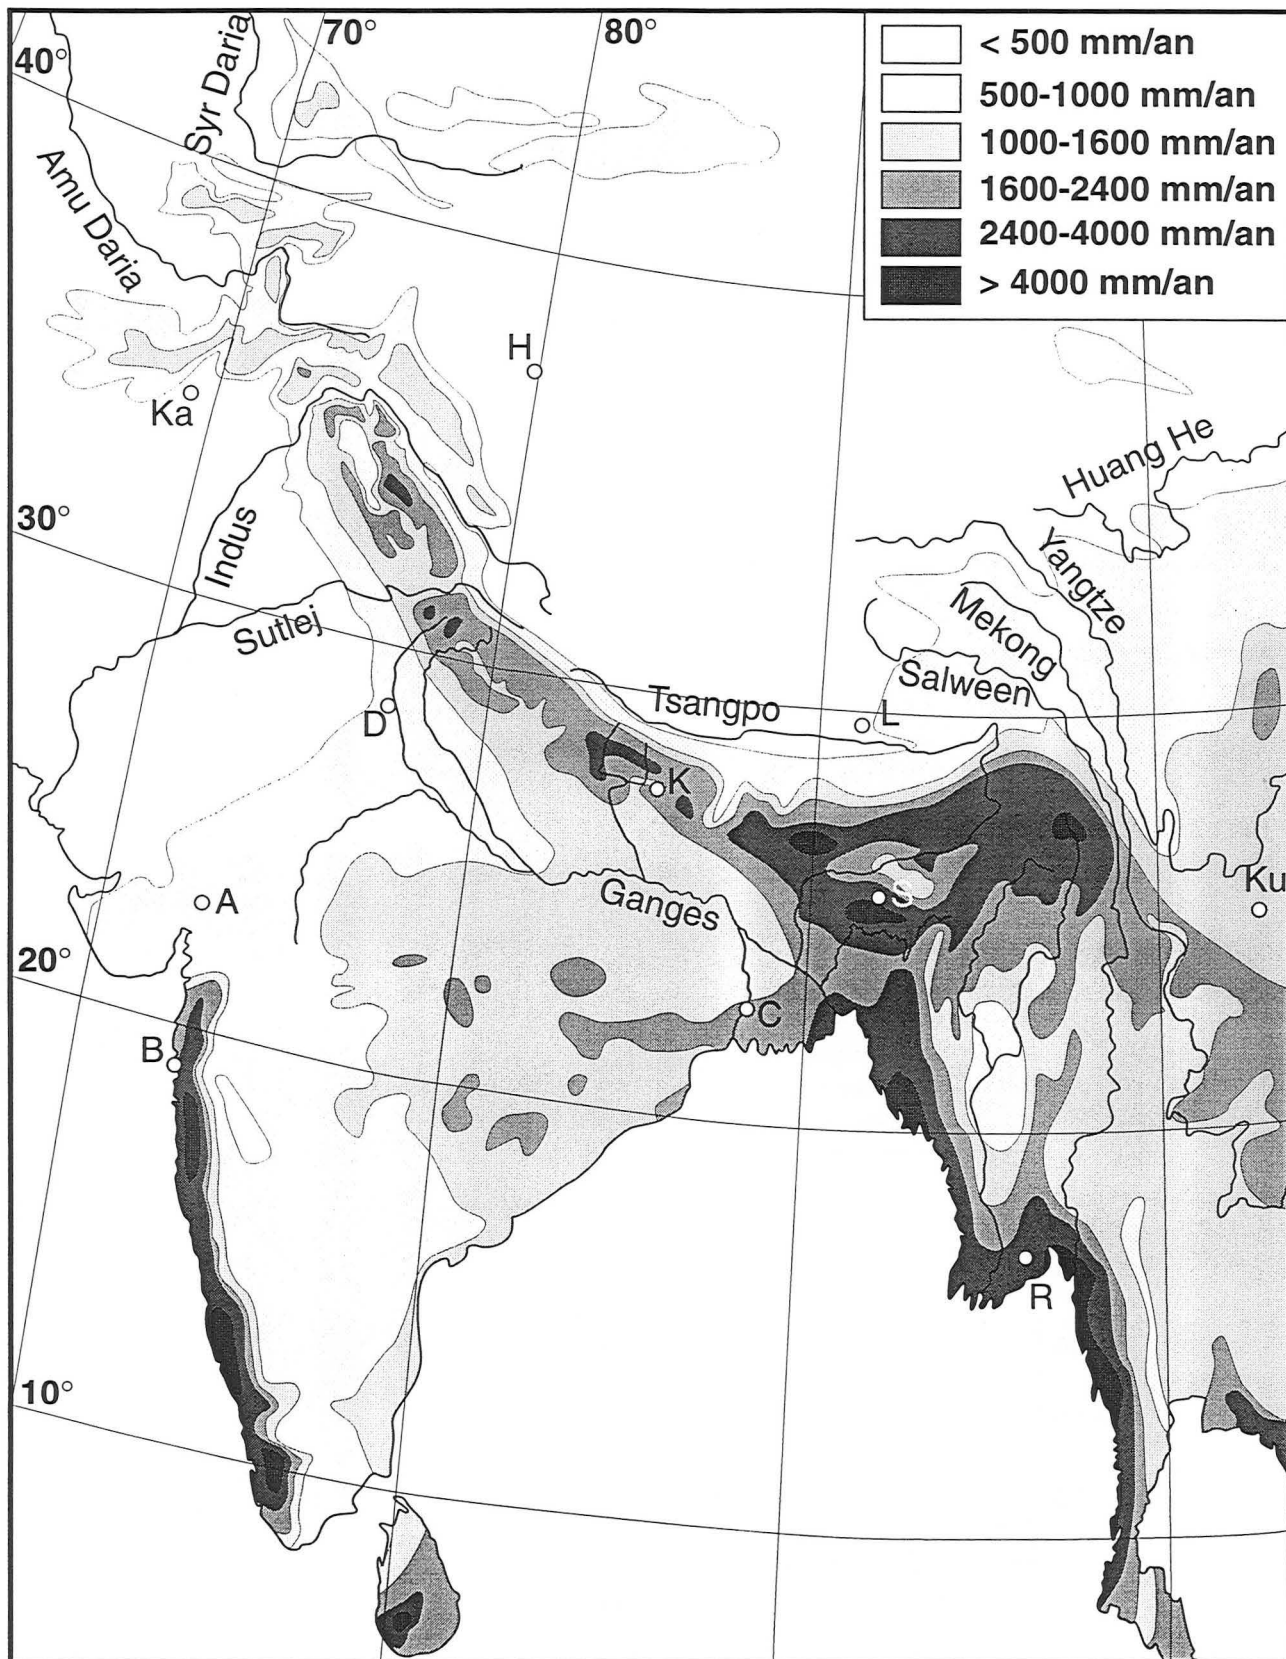 70°
80°
40°
Syr Daria
Amu Daria
< 500 mm/an
500-1000 mm/an
1000-1600 mm/an
1600-2400 mm/an
2400-4000 mm/an
> 4000 mm/an
H
Ka
Huang He
30°
Indus
Yangtze
Mekong
Sutlej
Salween
Tsangpo
L
D
K
Ku
A
Ganges
S
20°
C
B
R
10°